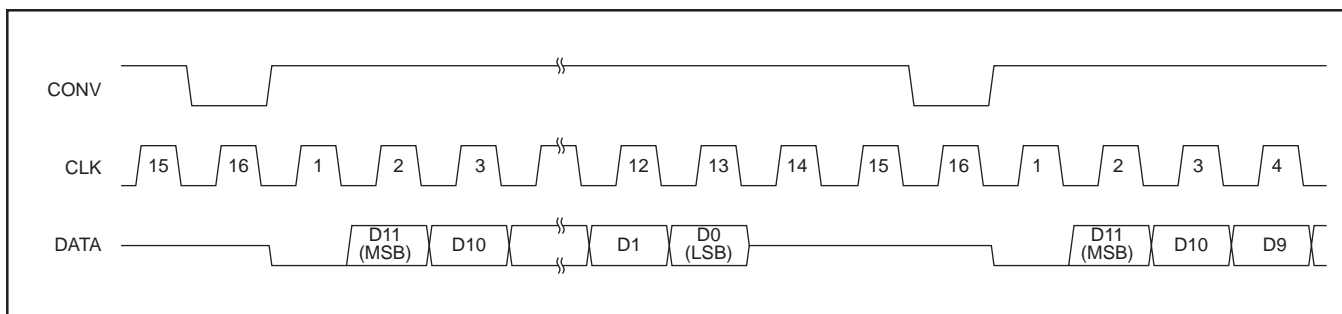 CONV
CLK 15 16 1 2 3 12 13 14 15 16 1 2 3 4
DATA D11 (MSB) D10 D1 D0 (LSB) D11 (MSB) D10 D9